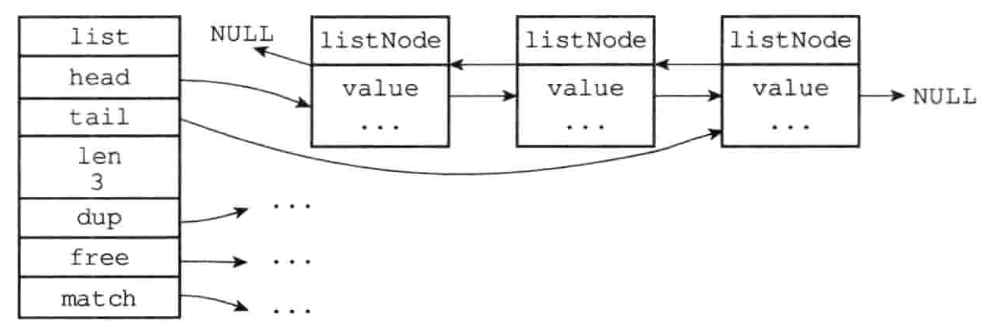 list
head
tail
len
3
dup
free
match
NULL
listNode
value
...
listNode
value
...
listNode
value
...
NULL
...
...
...